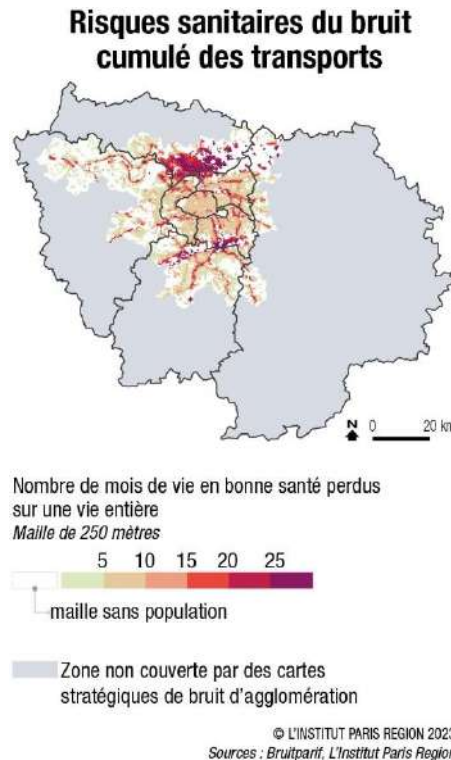 Risques sanitaires du bruit
cumulé des transports
N 0 20 km
Nombre de mois de vie en bonne santé perdus
sur une vie entière
Maille de 250 mètres
5 10 15 20 25
maille sans population
Zone non couverte par des cartes
stratégiques de bruit d'agglomération
© L'INSTITUT PARIS REGION 2023
Sources : Bruitparif, L'Institut Paris Region